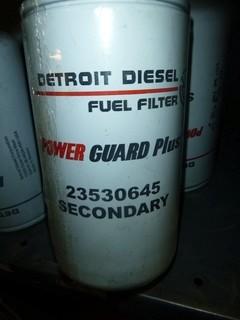 DETROIT DIESEL
FUEL FILTER
POWER GUARD Plus
23530645
SECONDARY